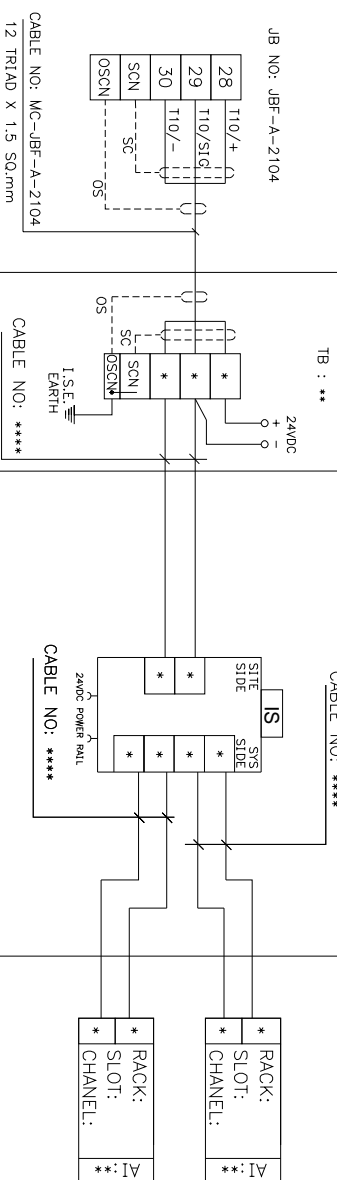 JB NO: JBF-A-2104
28
29
30
SCN
OSCN
T10/+
T10/SIG
T10/-
SC
OS
CABLE NO: MC-JBF-A-2104
12 TRIAD X 1.5 SQ.mm
TB : **
24VDC
+
-
*
*
*
SCN
OSCN
SC
OS
I.S.E.
EARTH
CABLE NO: ****
CABLE NO: ****
IS
SITE
SIDE
SYS
SIDE
*
*
*
*
*
*
24VDC POWER RAIL
CABLE NO: ****
*
*
RACK:
SLOT:
CHANEL:
AI:**
*
*
RACK:
SLOT:
CHANEL:
AI:**